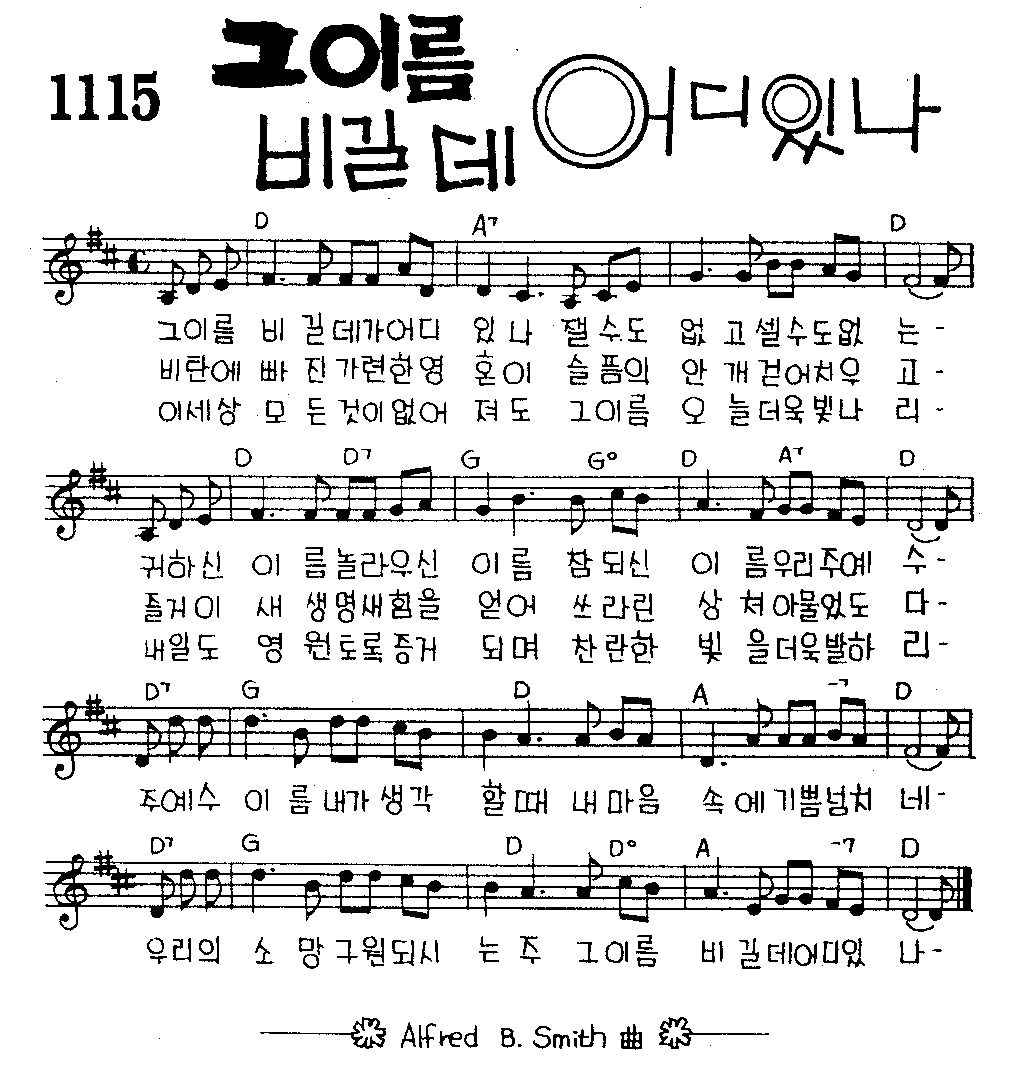 1115
그이름
비길데 어디있나
D A7 D
그이름 비 길데가어디 있나 잴수도 없 고셀수도없 는-
비탄에 빠 진가련한영 혼이 슬픔의 안 개걷어치우 고-
이세상 모 든것이없어 져도 그이름 오 늘더욱빛나 리-
D D7 G G° D A7 D
귀하신 이 름놀라우신 이름 참되신 이 름우리주예 수-
즐거이 새 생명새힘을 얻어 쓰라린 상 쳐아물었도 다-
내일도 영 원토록증거 되며 찬란한 빛 을더욱발하 리-
D7 G D A -7 D
주예수 이 름내가생각 할때 내마음 속 에기쁨넘쳐 네-
D7 G D D° A -7 D
우리의 소 망구원되시 는주 그이름 비 길데어디있 나-
Alfred B. Smith 曲